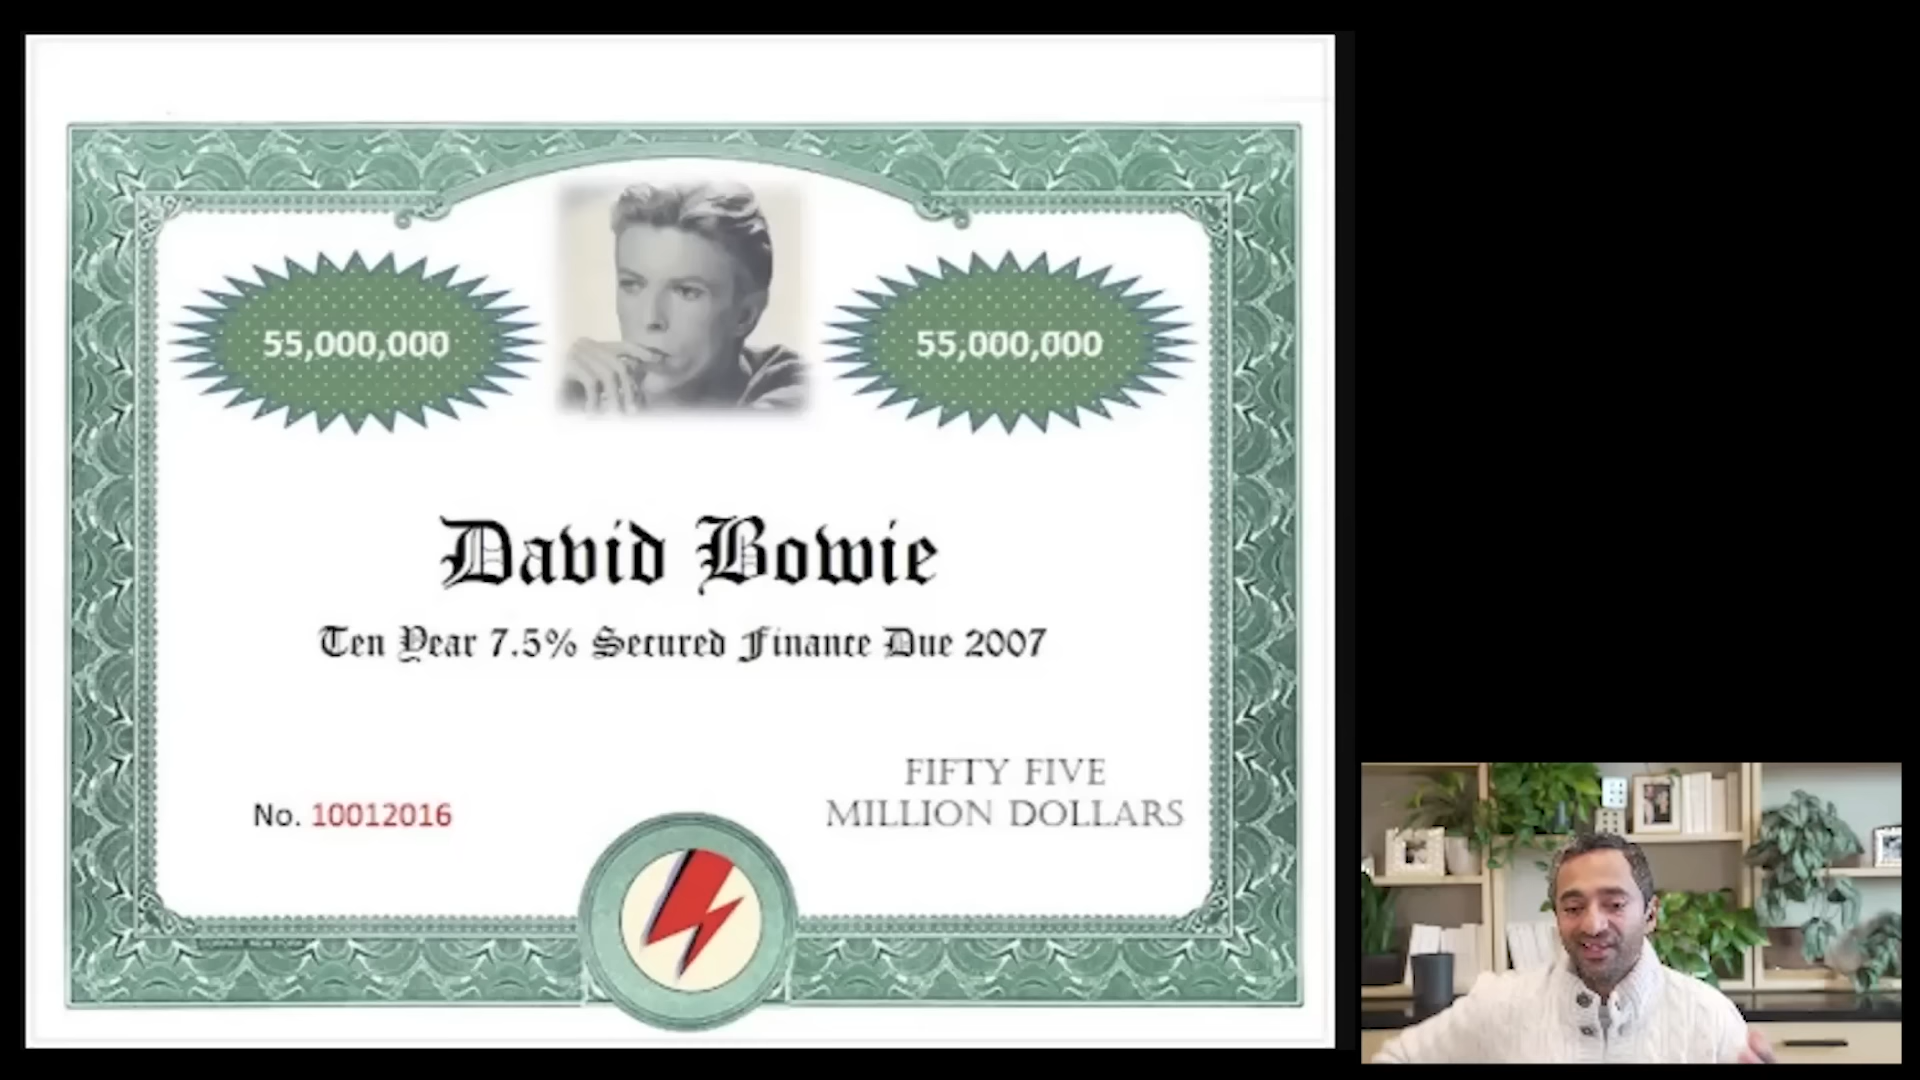 55,000,000
55,000,000
David Bowie
Ten Year 7.5% Secured Finance Due 2007
FIFTY FIVE
MILLION DOLLARS
No. 10012016